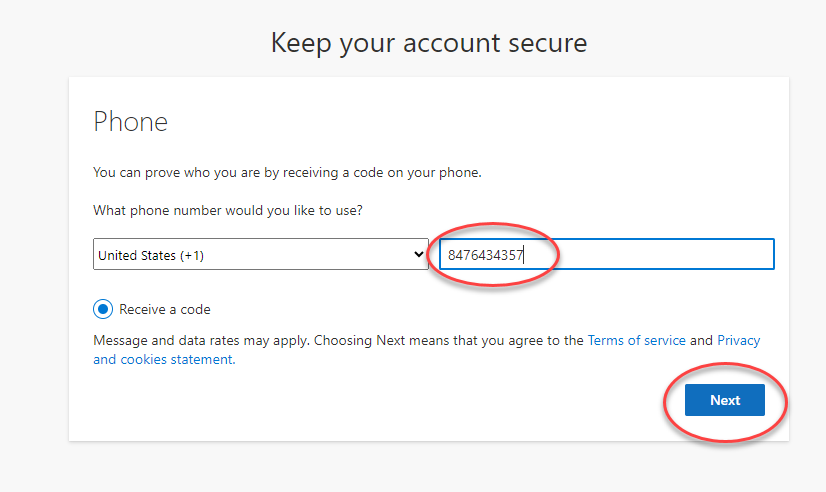 Keep your account secure
Phone
You can prove who you are by receiving a code on your phone.
What phone number would you like to use?
United States (+1) 8476434357
Receive a code
Message and data rates may apply. Choosing Next means that you agree to the Terms of service and Privacy
and cookies statement.
Next